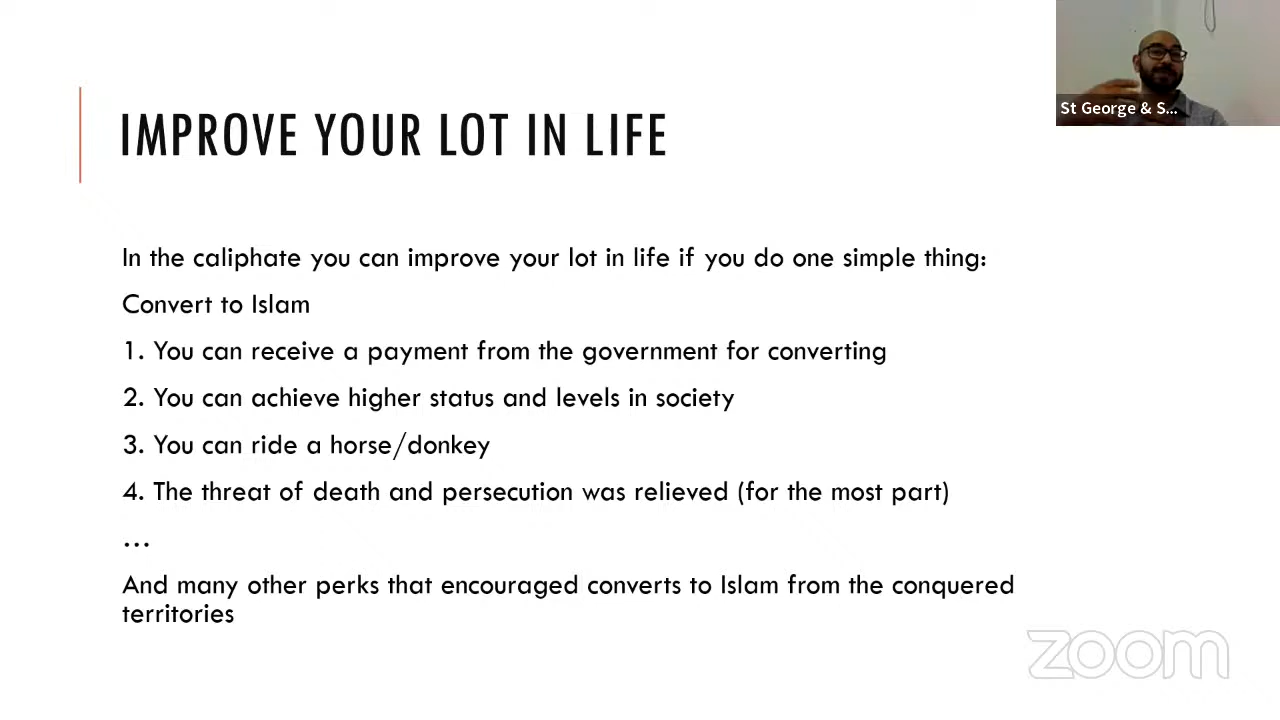 St George & S...
IMPROVE YOUR LOT IN LIFE
In the caliphate you can improve your lot in life if you do one simple thing:
Convert to Islam
1. You can receive a payment from the government for converting
2. You can achieve higher status and levels in society
3. You can ride a horse/donkey
4. The threat of death and persecution was relieved (for the most part)
...
And many other perks that encouraged converts to Islam from the conquered
territories
zoom